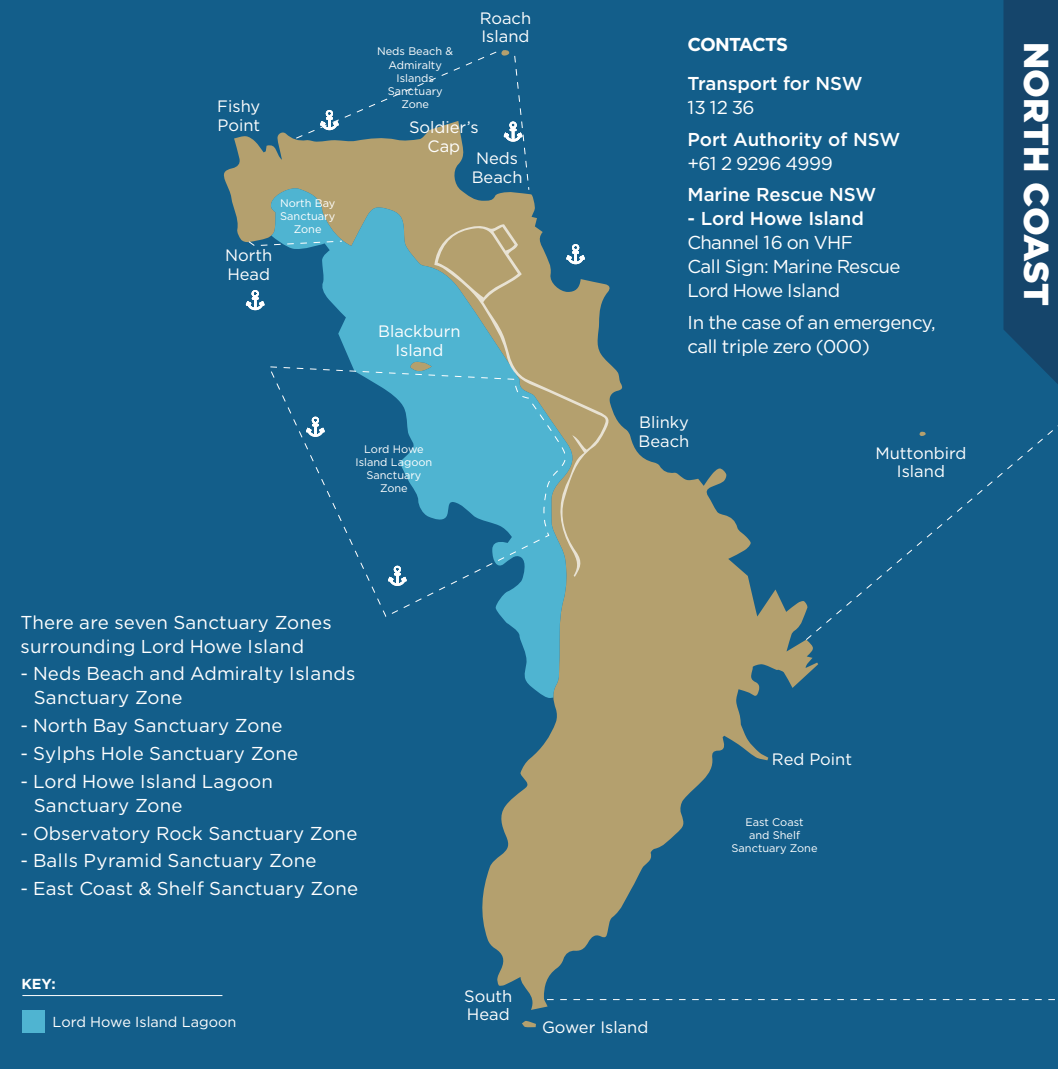 Roach
Island
Neds Beach &
Admiralty
Islands
Sanctuary
Zone
Fishy
Point
Soldier's
Cap
Neds
Beach
North Bay
Sanctuary
Zone
North
Head
Blackburn
Island
Lord Howe
Island Lagoon
Sanctuary
Zone
Blinky
Beach
Muttonbird
Island
Red Point
East Coast
and Shelf
Sanctuary Zone
South
Head
Gower Island
CONTACTS
Transport for NSW
13 12 36
Port Authority of NSW
+61 2 9296 4999
Marine Rescue NSW
- Lord Howe Island
Channel 16 on VHF
Call Sign: Marine Rescue
Lord Howe Island
In the case of an emergency,
call triple zero (000)
NORTH COAST
There are seven Sanctuary Zones
surrounding Lord Howe Island
- Neds Beach and Admiralty Islands
Sanctuary Zone
- North Bay Sanctuary Zone
- Sylphs Hole Sanctuary Zone
- Lord Howe Island Lagoon
Sanctuary Zone
- Observatory Rock Sanctuary Zone
- Balls Pyramid Sanctuary Zone
- East Coast & Shelf Sanctuary Zone
KEY:
Lord Howe Island Lagoon